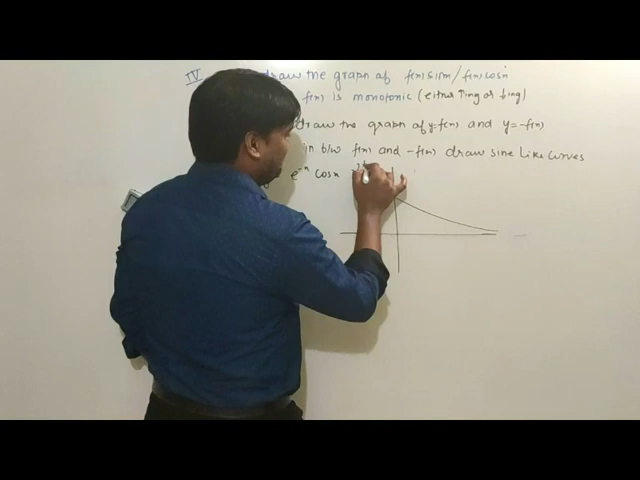 IV draw the graph of f(x) sinx / f(x) cosx
f(x) is monotonic (either ↑ing or ↓ing)
draw the graph of y=f(x) and y=-f(x)
in b/w f(x) and -f(x) draw sine like curves
e^-x cosx